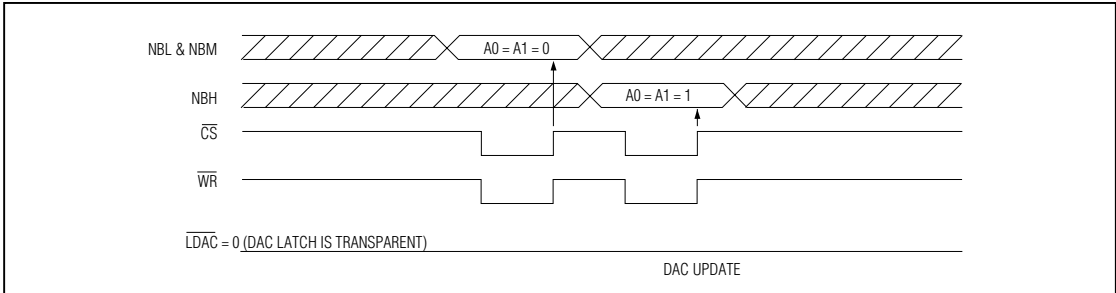 NBL & NBM
A0 = A1 = 0
NBH
A0 = A1 = 1
CS
WR
LDAC = 0 (DAC LATCH IS TRANSPARENT)
DAC UPDATE